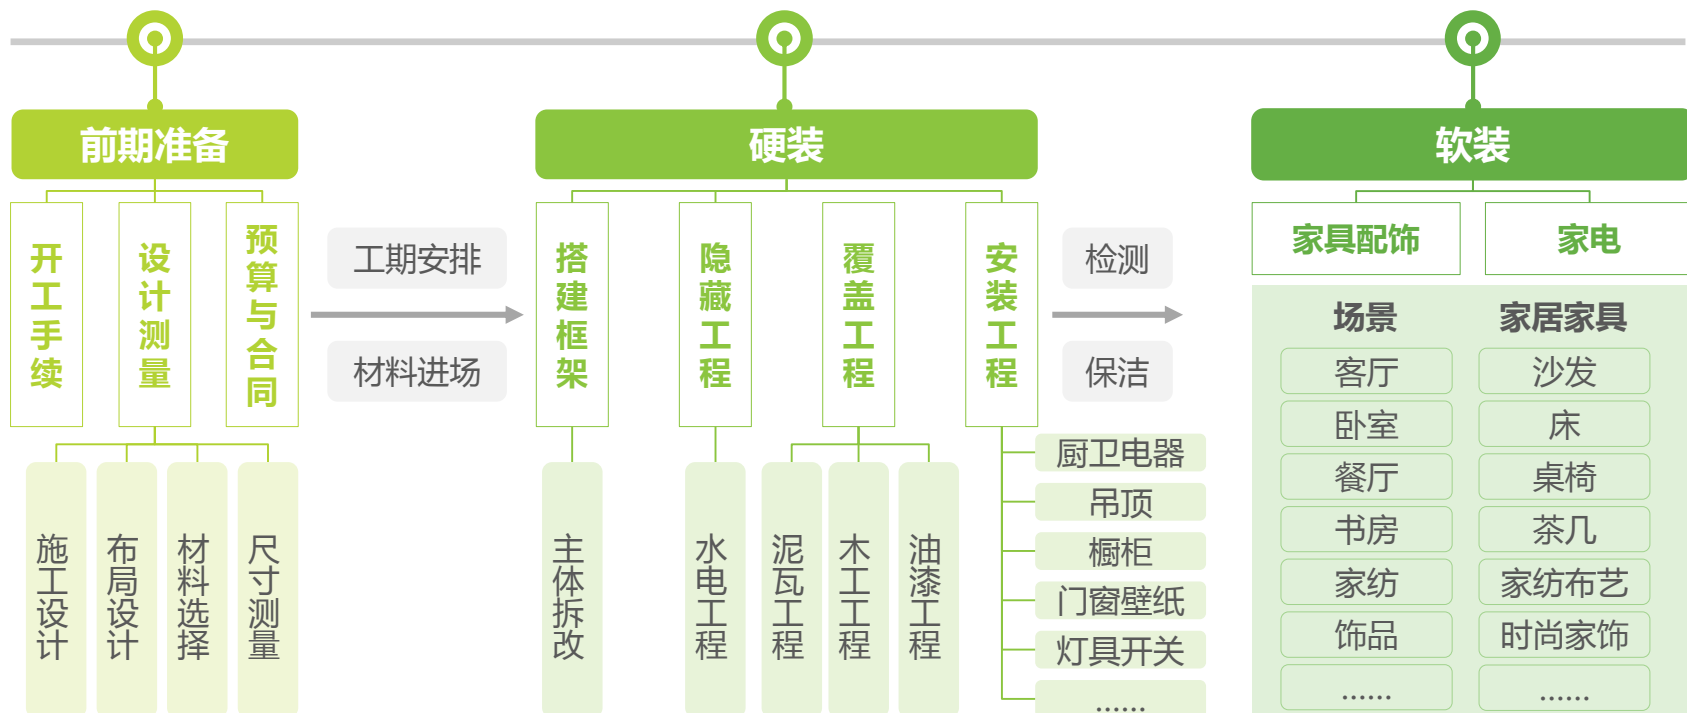 前期准备
硬装
软装
开工手续
设计测量
预算与合同
工期安排
材料进场
搭建框架
隐藏工程
覆盖工程
安装工程
检测
保洁
家具配饰
家电
施工设计
布局设计
材料选择
尺寸测量
主体拆改
水电工程
泥瓦工程
木工工程
油漆工程
厨卫电器
吊顶
橱柜
门窗壁纸
灯具开关
......
场景
客厅
卧室
餐厅
书房
家纺
饰品
......
家居家具
沙发
床
桌椅
茶几
家纺布艺
时尚家饰
......